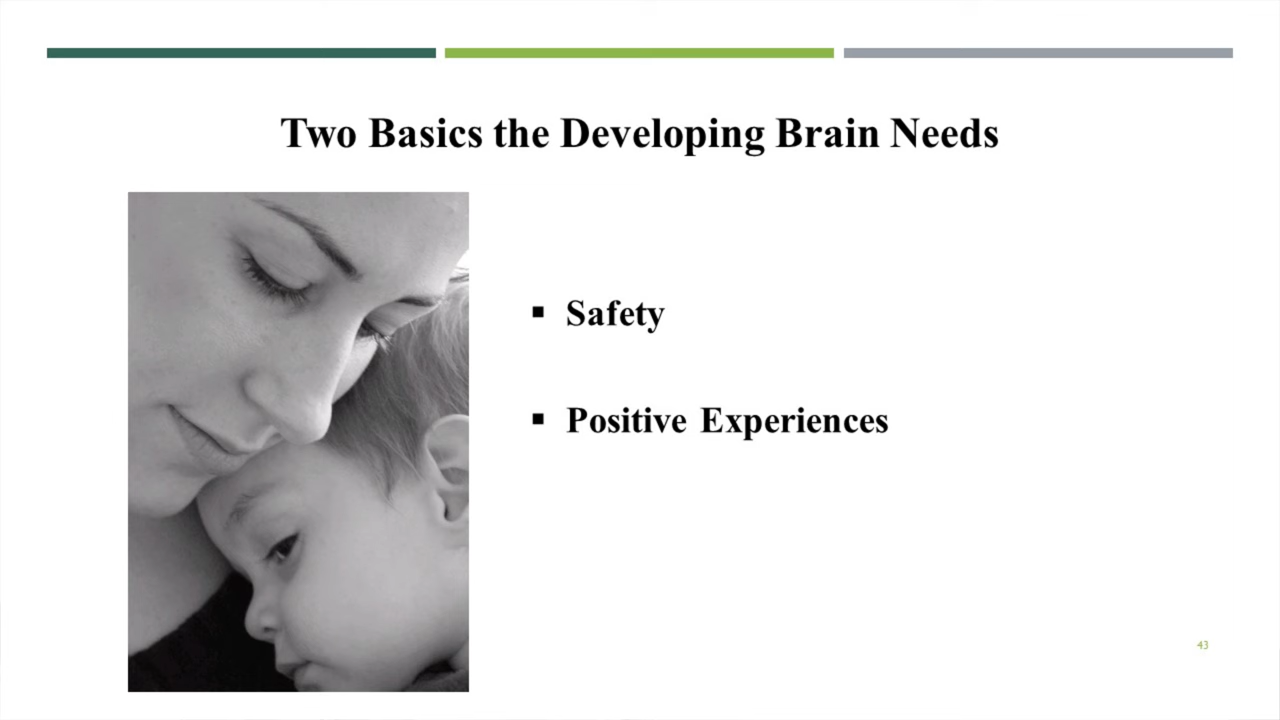 Two Basics the Developing Brain Needs
▪ Safety
▪ Positive Experiences
43